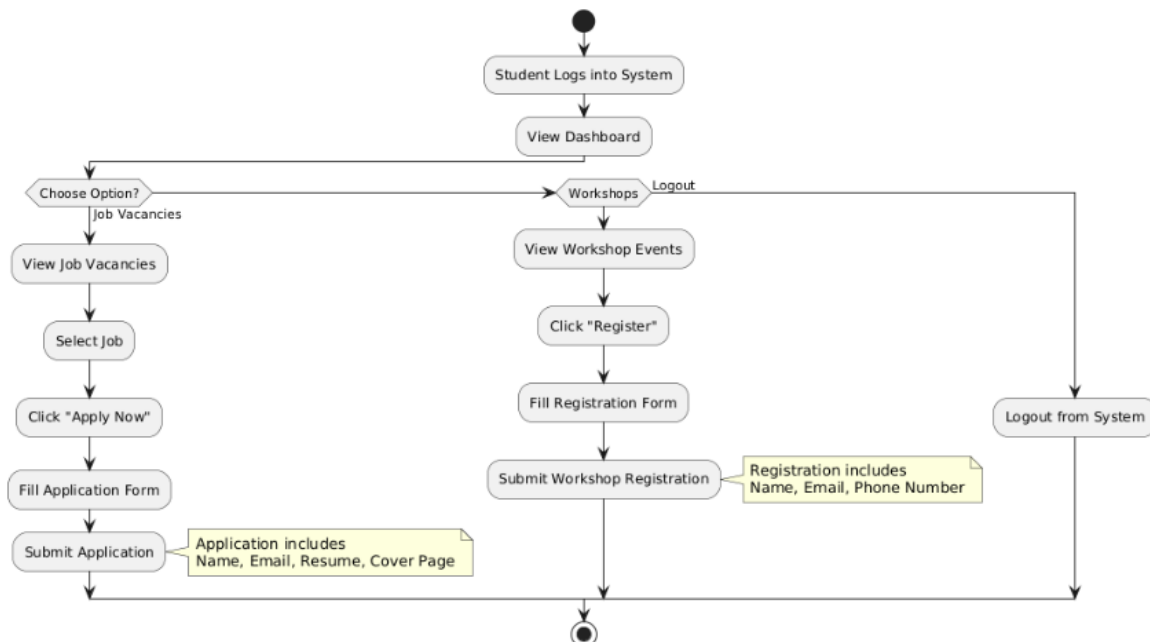 Student Logs into System
View Dashboard
Choose Option?
Job Vacancies
View Job Vacancies
Select Job
Click "Apply Now"
Fill Application Form
Submit Application
Application includes
Name, Email, Resume, Cover Page
Workshops
View Workshop Events
Click "Register"
Fill Registration Form
Submit Workshop Registration
Registration includes
Name, Email, Phone Number
Logout
Logout from System